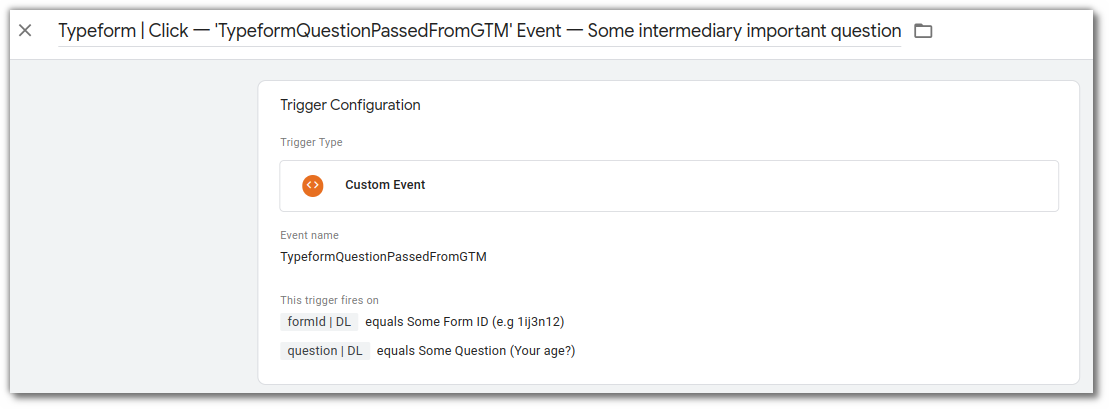 Typeform | Click — 'TypeformQuestionPassedFromGTM' Event — Some intermediary important question
Trigger Configuration
Trigger Type
Custom Event
Event name
TypeformQuestionPassedFromGTM
This trigger fires on
formId | DL equals Some Form ID (e.g 1ij3n12)
question | DL equals Some Question (Your age?)